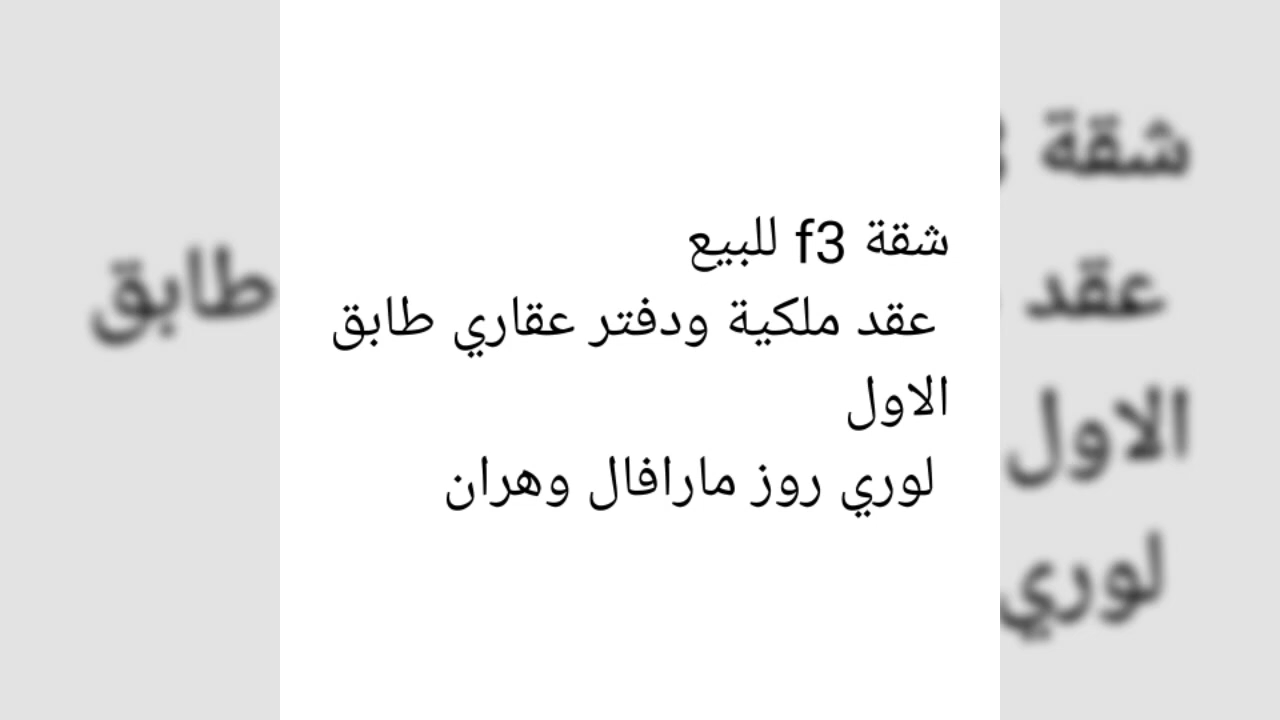 شقة f3 للبيع
عقد ملكية ودفتر عقاري طابق
الاول
لوري روز مارافال وهران